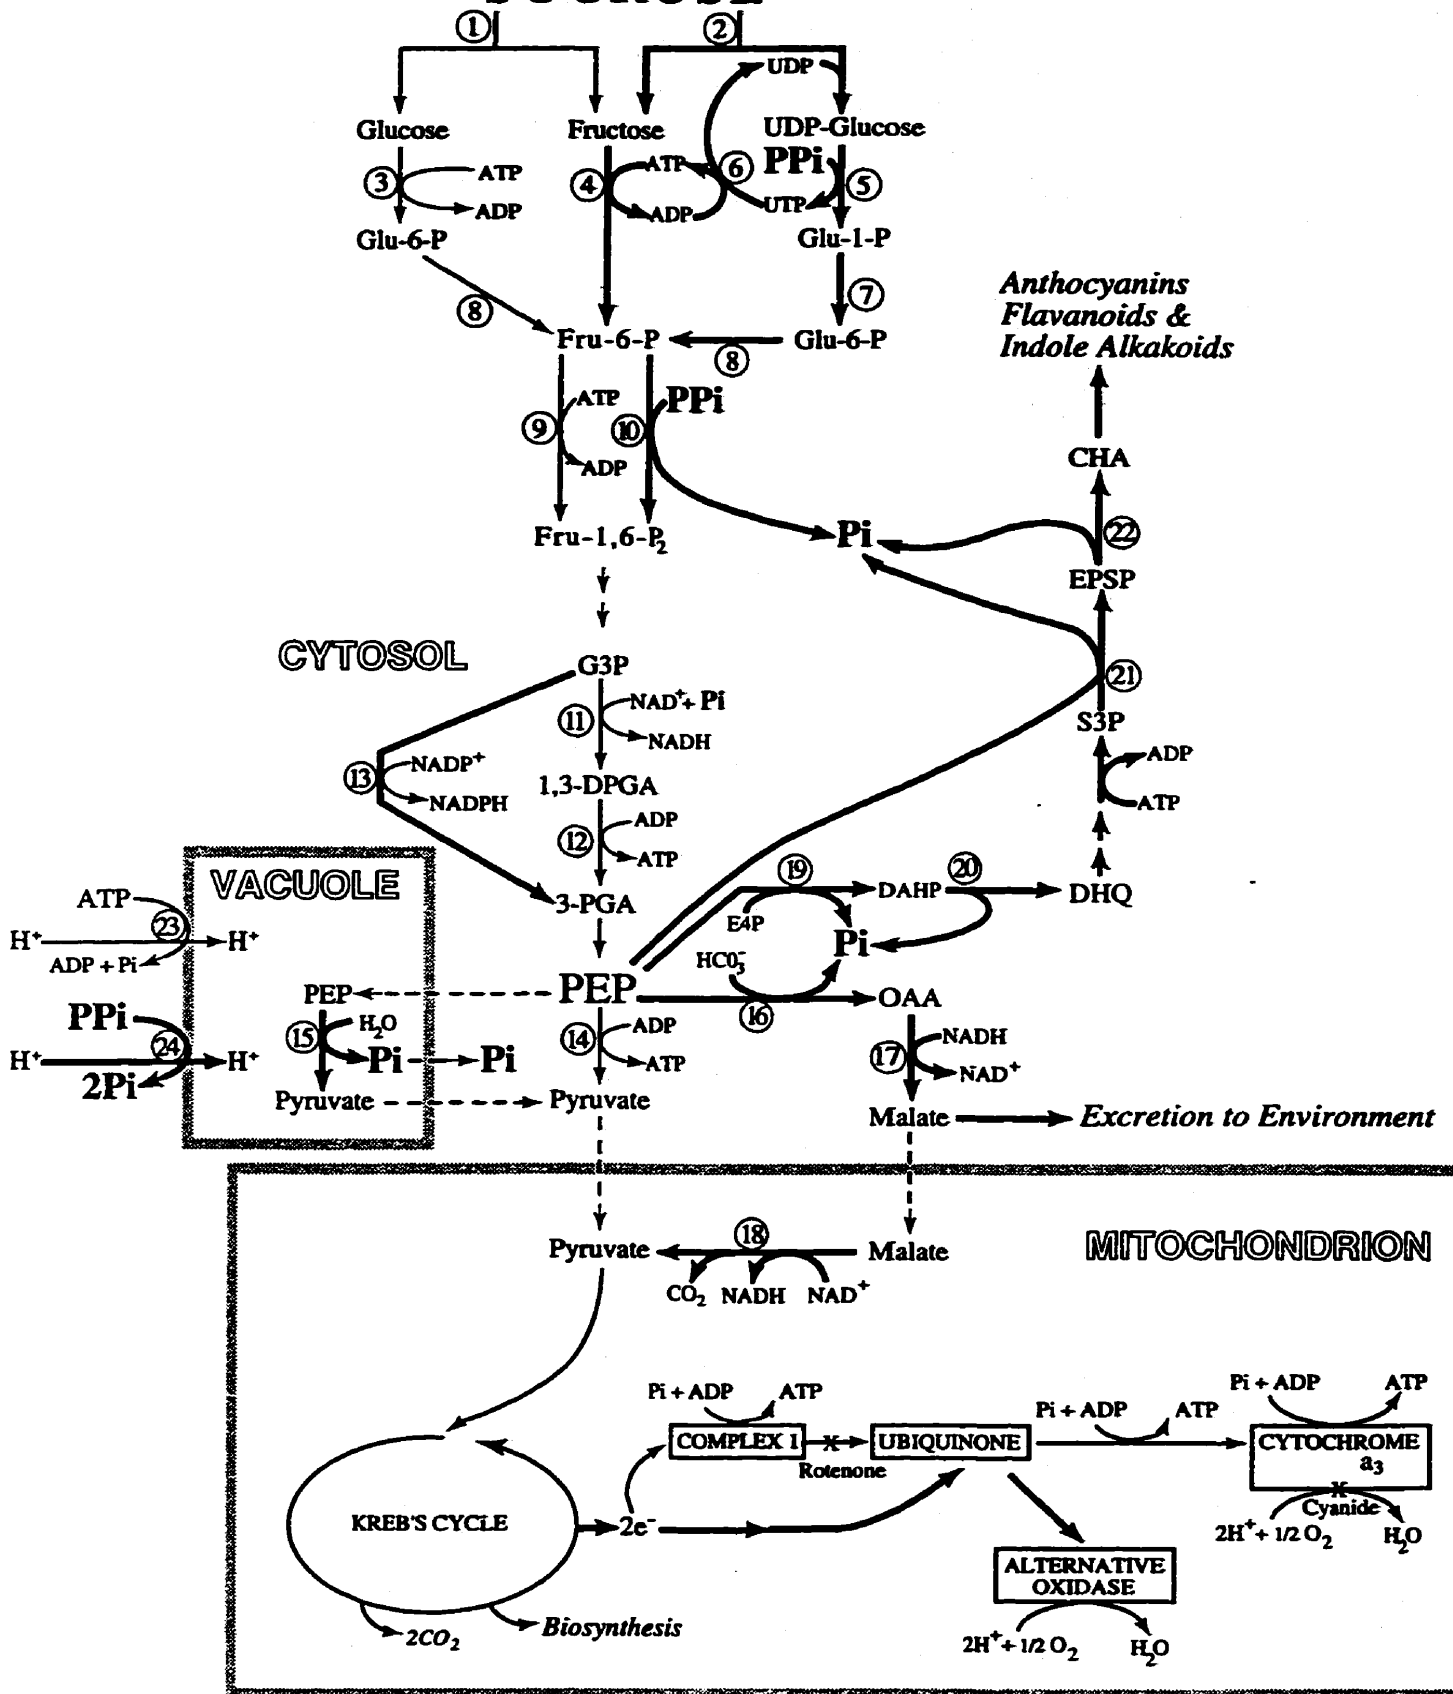 ① ②
UDP
Glucose Fructose UDP-Glucose
③ ATP ADP
④ ATP ADP
⑥ PPi UTP ⑤
Glu-6-P Glu-1-P
⑦
⑧
Fru-6-P ⑧ Glu-6-P
Anthocyanins
Flavanoids &
Indole Alkakoids
⑨ ATP ADP
⑩ PPi
CHA
Fru-1,6-P2 Pi ㉒
EPSP
CYTOSOL
G3P
㉑
⑪ NAD+ + Pi
NADH
S3P
⑬ NADP+
NADPH
1,3-DPGA
ADP
ATP
⑫ ADP
ATP
VACUOLE
3-PGA
⑲ DAHP ⑳ DHQ
E4P
Pi
ATP
㉓
H+ H+
ADP + Pi
HCO3-
PEP PEP OAA
⑯
PPi
㉔
H+ H+
2Pi
⑮ H2O
Pi Pi
⑭ ADP
ATP
⑰ NADH
NAD+
Pyruvate Pyruvate
Malate Excretion to Environment
MITOCHONDRION
Pyruvate ⑱ Malate
CO2 NADH NAD+
Pi + ADP ATP
Pi + ADP ATP
Pi + ADP ATP
COMPLEX I X UBIQUINONE
Rotenone
CYTOCHROME
a3
X
Cyanide
2H+ + 1/2 O2 H2O
KREB'S CYCLE 2e-
ALTERNATIVE
OXIDASE
2H+ + 1/2 O2 H2O
2CO2 Biosynthesis